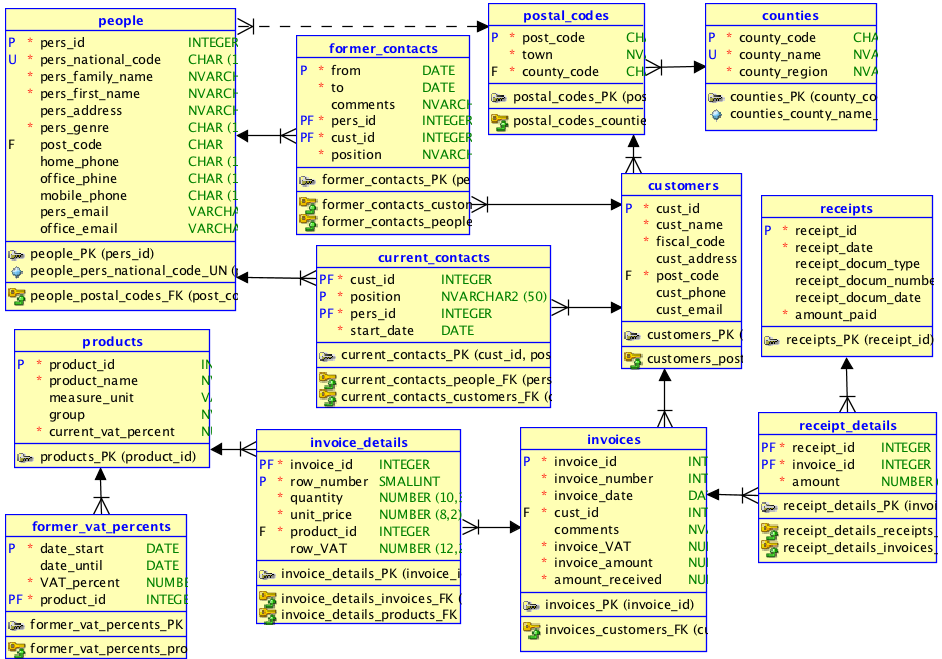 people
P * pers_id INTEGER
U * pers_national_code CHAR (1
* pers_family_name NVARCH
* pers_first_name NVARCH
pers_address NVARCH
* pers_genre CHAR (1
F post_code CHAR
home_phone CHAR (1
office_phine CHAR (1
mobile_phone CHAR (1
pers_email VARCHA
office_email VARCHA
people_PK (pers_id)
people_pers_national_code_UN (
people_postal_codes_FK (post_co
former_contacts
P * from DATE
* to DATE
comments NVARCH
PF * pers_id INTEGER
PF * cust_id INTEGER
* position NVARCH
former_contacts_PK (pe
former_contacts_custon
former_contacts_people
postal_codes
P * post_code CH
* town NV
F * county_code CH
postal_codes_PK (pos
postal_codes_countie
counties
P * county_code CHA
U * county_name NVA
* county_region NVA
counties_PK (county_co
counties_county_name_
customers
P * cust_id
* cust_name
* fiscal_code
cust_address
F * post_code
cust_phone
cust_email
customers_PK (
customers_post
receipts
P * receipt_id
* receipt_date
receipt_docum_type
receipt_docum_numbe
receipt_docum_date
* amount_paid
receipts_PK (receipt_id)
current_contacts
PF * cust_id INTEGER
P * position NVARCHAR2 (50)
PF * pers_id INTEGER
* start_date DATE
current_contacts_PK (cust_id, pos
current_contacts_people_FK (pers
current_contacts_customers_FK (c
products
P * product_id IN
* product_name N
measure_unit VA
group N
* current_vat_percent NU
products_PK (product_id)
invoice_details
PF * invoice_id INTEGER
P * row_number SMALLINT
* quantity NUMBER (10,
* unit_price NUMBER (8,2)
F * product_id INTEGER
row_VAT NUMBER (12,2
invoice_details_PK (invoice_i
invoice_details_invoices_FK (
invoice_details_products_FK
invoices
P * invoice_id INT
* invoice_number INT
* invoice_date DA
F * cust_id INT
comments NVA
* invoice_VAT NUI
* invoice_amount NUI
* amount_received NUI
invoices_PK (invoice_id)
invoices_customers_FK (cu
receipt_details
PF * receipt_id INTEGER
PF * invoice_id INTEGER
* amount NUMBER (
receipt_details_PK (invoi
receipt_details_receipts_
receipt_details_invoices_
former_vat_percents
P * date_start DATE
date_until DATE
* VAT_percent NUMBE
PF * product_id INTEGE
former_vat_percents_PK
former_vat_percents_pro